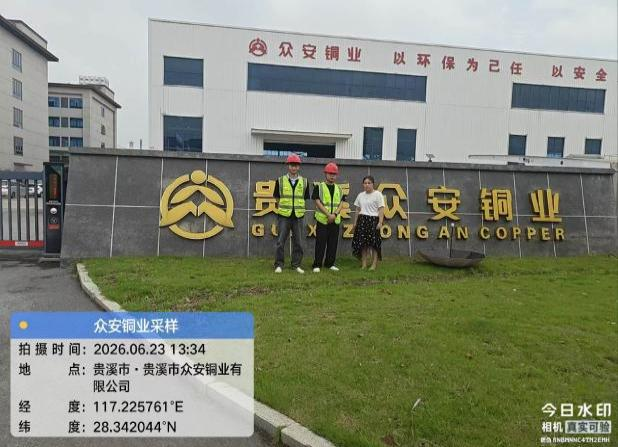 众安铜业 以环保为己任 以安全
贵溪众安铜业
GUIXI ZHONG AN COPPER
众安铜业采样
拍摄时间：2026.06.23 13:34
地 点：贵溪市·贵溪市众安铜业有
限公司
经 度：117.225761°E
纬 度：28.342044°N
今日水印
相机 真实可验